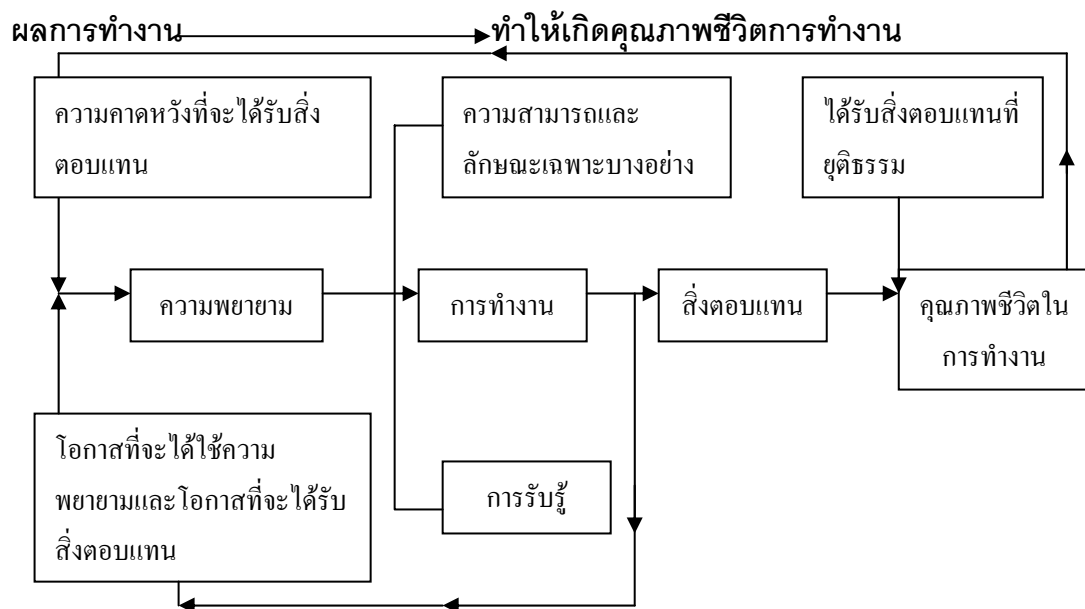 ผลการทำงาน ทำให้เกิดคุณภาพชีวิตการทำงาน
ความคาดหวังที่จะได้รับสิ่ง
ตอบแทน
ความสามารถและ
ลักษณะเฉพาะบางอย่าง
ได้รับสิ่งตอบแทนที่
ยุติธรรม
ความพยายาม
การทำงาน
สิ่งตอบแทน
คุณภาพชีวิตใน
การทำงาน
โอกาสที่จะได้ใช้ความ
พยายามและโอกาสที่จะได้รับ
สิ่งตอบแทน
การรับรู้